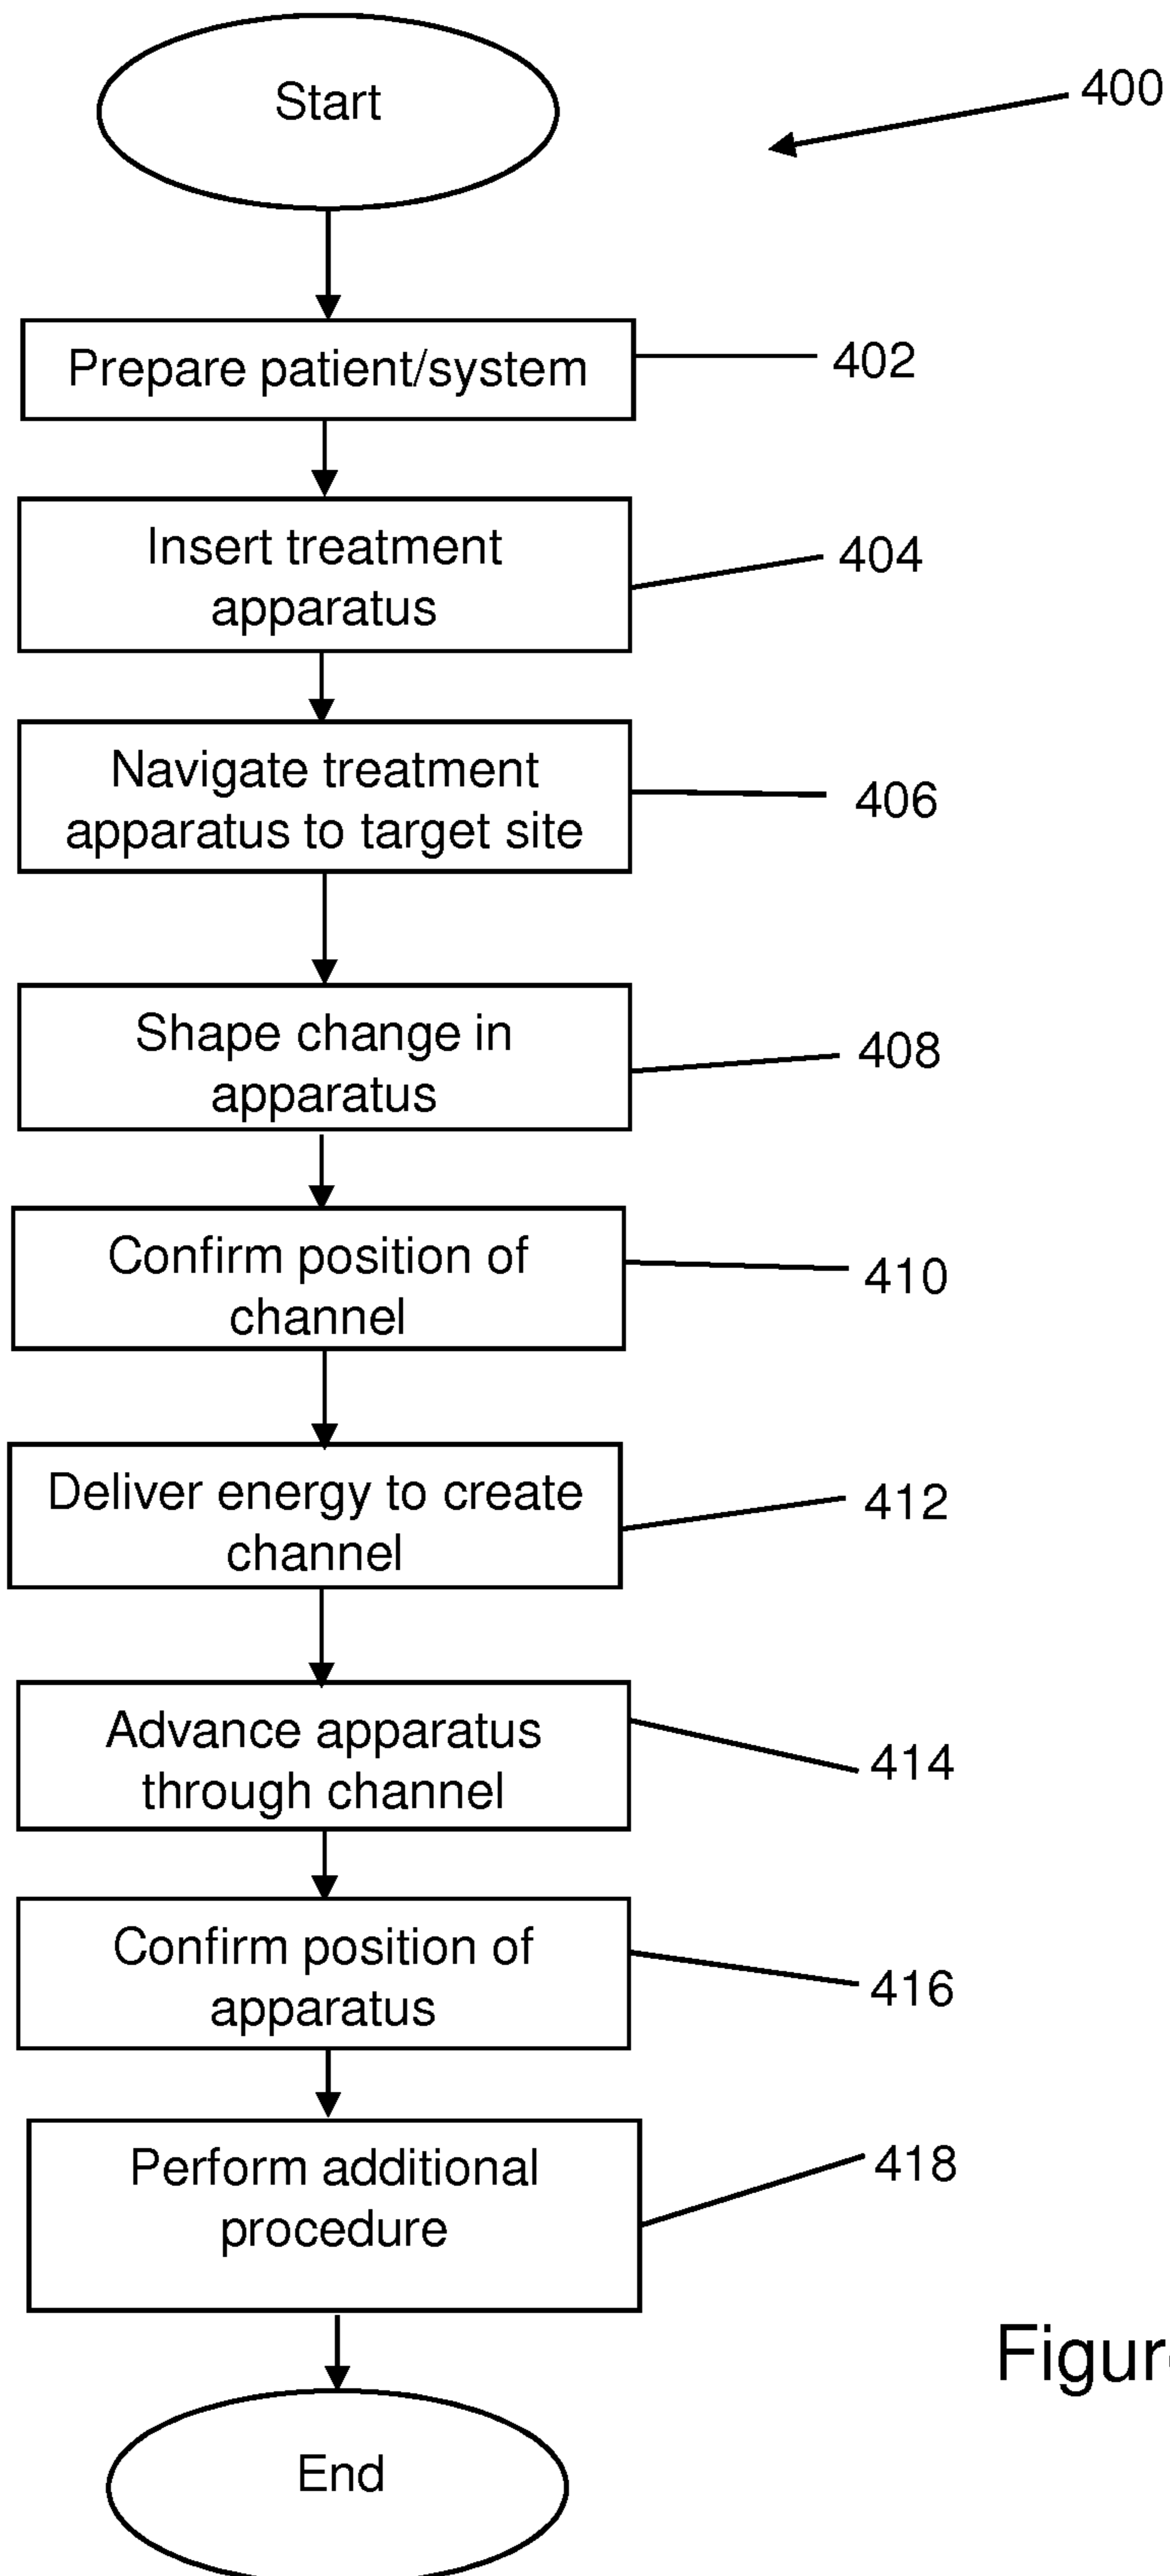 Start
400
Prepare patient/system
402
Insert treatment
apparatus
404
Navigate treatment
apparatus to target site
406
Shape change in
apparatus
408
Confirm position of
channel
410
Deliver energy to create
channel
412
Advance apparatus
through channel
414
Confirm position of
apparatus
416
Perform additional
procedure
418
End